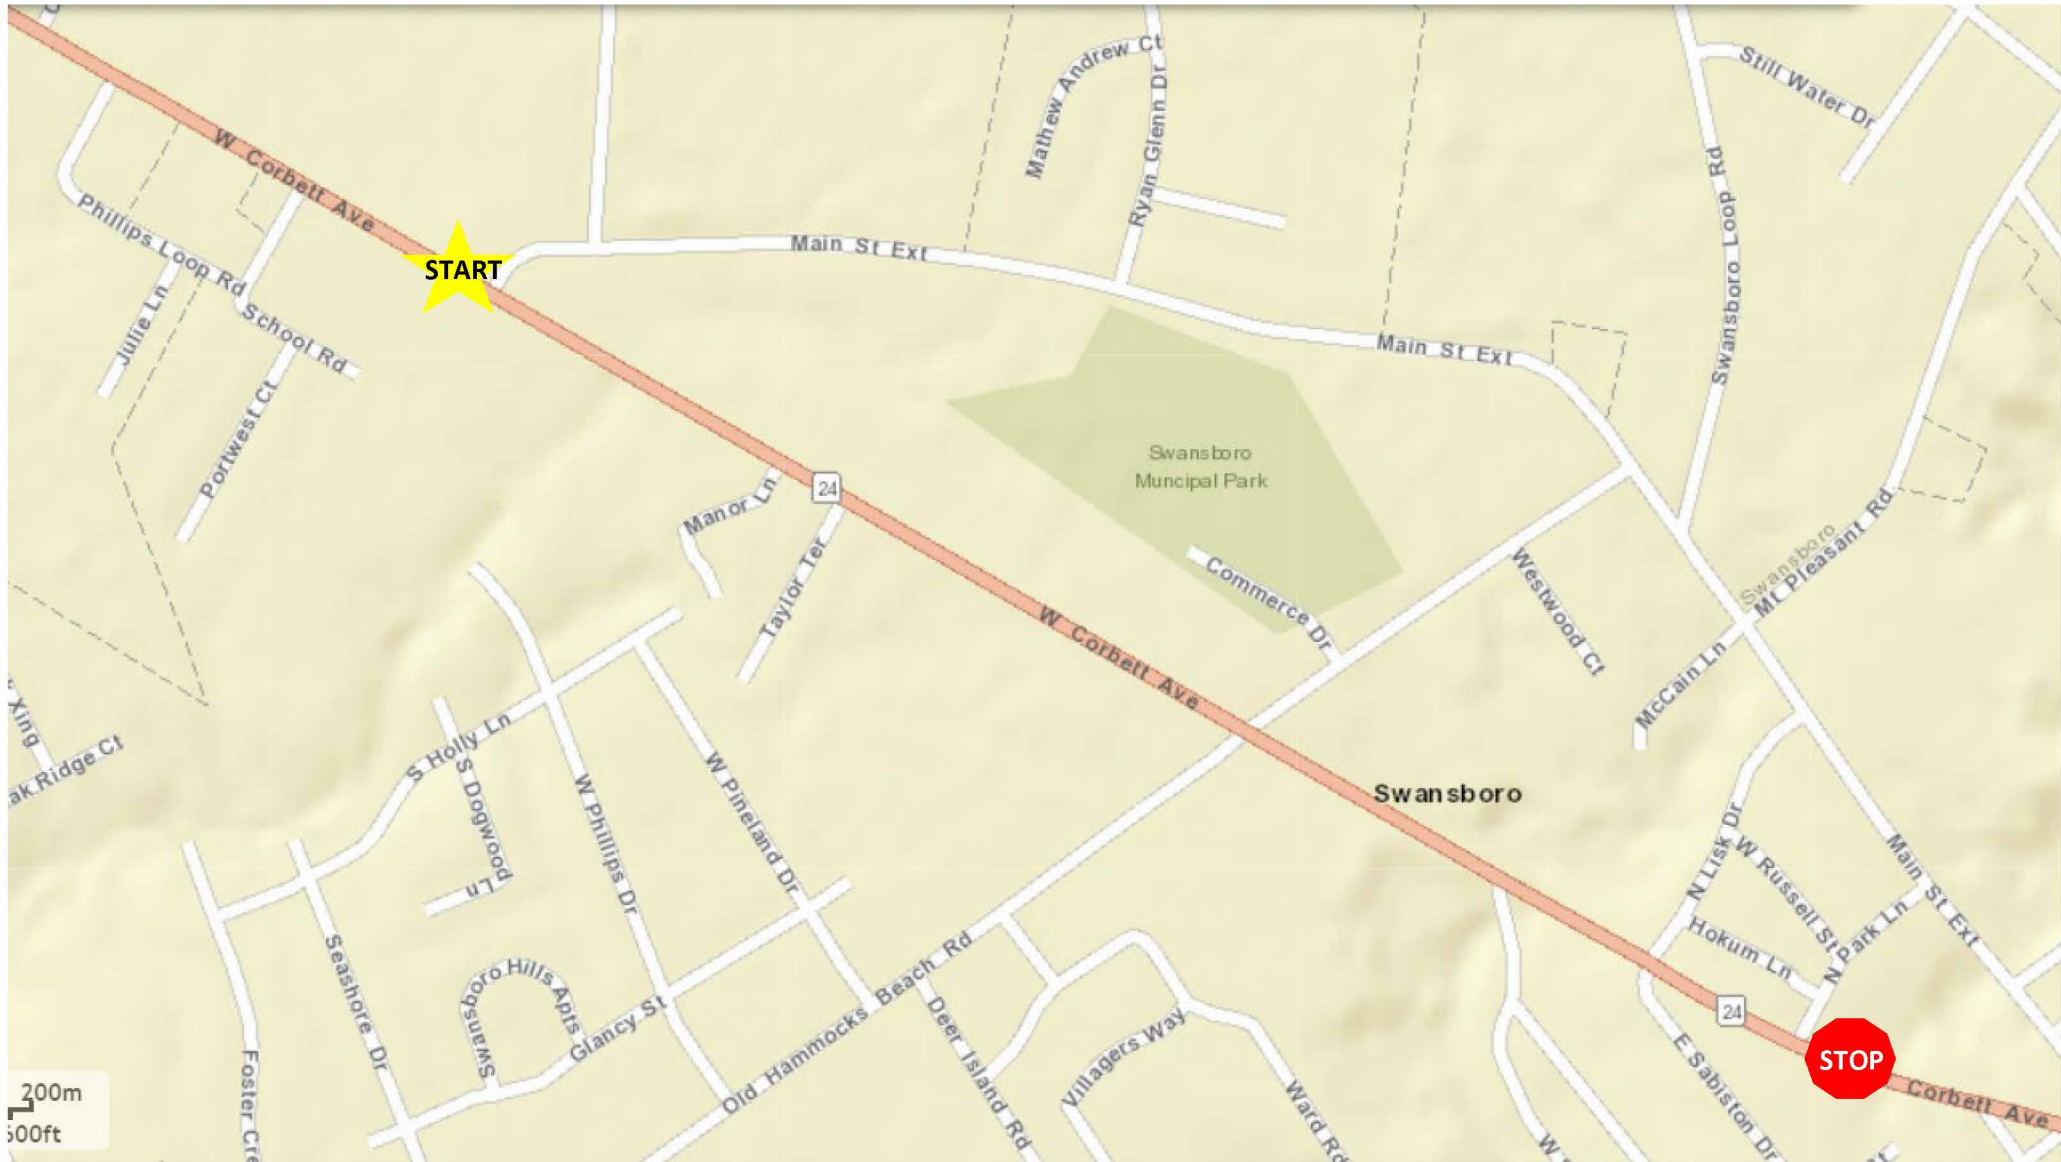 W Corbett Ave
Phillips Loop Rd
Julie Ln
School Rd
Portwest Ct
START
Main St Ext
Mathew Andrew Ct
Ryan Glenn Dr
Main St Ext
Still Water Dr
Swansboro Loop Rd
Swansboro
Muncipal Park
Manor Ln
24
Taylor Ter
W Corbett Ave
Commerce Dr
Westwood Ct
Swansboro
Mt Pleasant Rd
McCain Ln
Xing
ak Ridge Ct
S Holly Ln
S Dogwood Ln
W Phillips Dr
W Pineland Dr
Swansboro
N Lisk Dr
W Russell St
Hokum Ln
N Park Ln
Main St Ext
Seashore Dr
Swansboro Hills Apts
Glancy St
Old Hammocks Beach Rd
Deer Island Rd
Villagers Way
Ward Rd
24
STOP
Corbett Ave
E Sabiston Dr
Foster Cre
200m
600ft